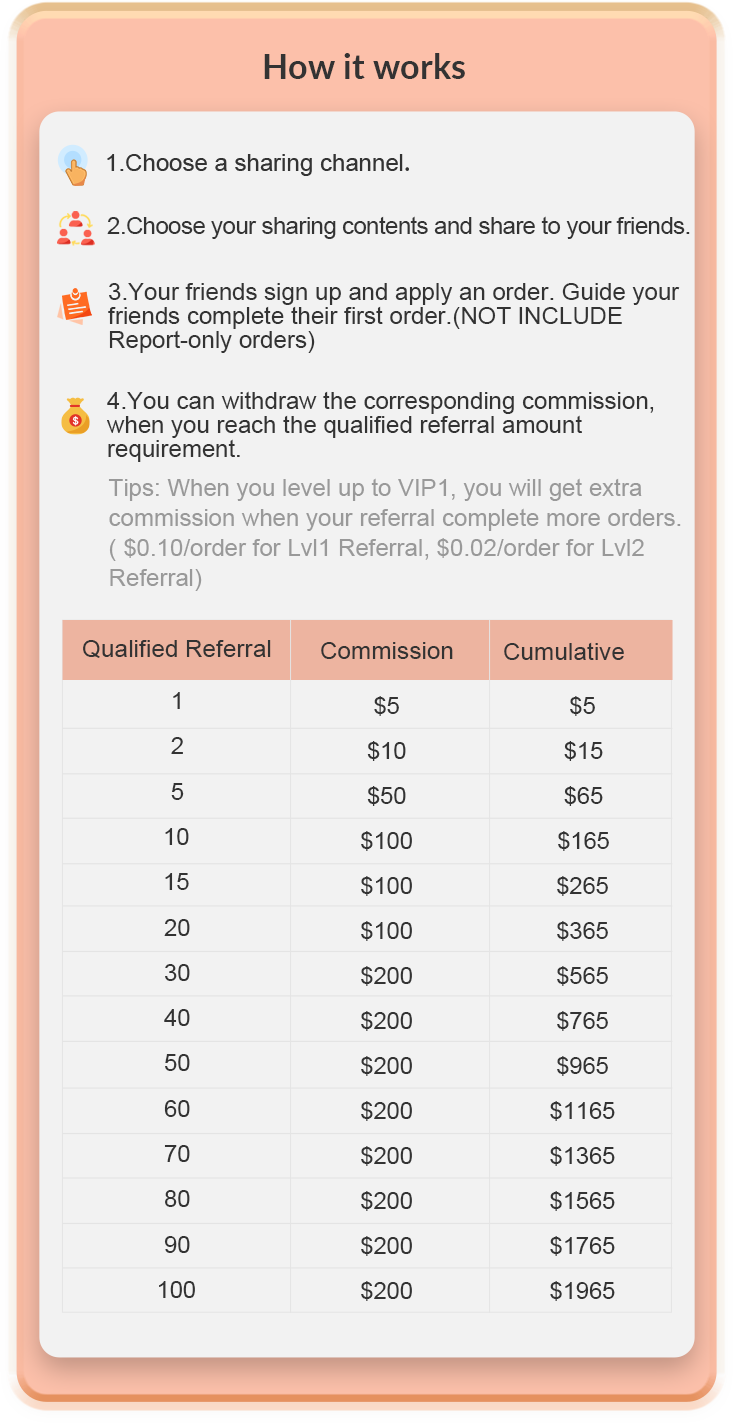 How it works
1.Choose a sharing channel.
2.Choose your sharing contents and share to your friends.
3.Your friends sign up and apply an order. Guide your
friends complete their first order.(NOT INCLUDE
Report-only orders)
4.You can withdraw the corresponding commission,
when you reach the qualified referral amount
requirement.
Tips: When you level up to VIP1, you will get extra
commission when your referral complete more orders.
( $0.10/order for Lvl1 Referral, $0.02/order for Lvl2
Referral)
Qualified Referral Commission Cumulative
1 $5 $5
2 $10 $15
5 $50 $65
10 $100 $165
15 $100 $265
20 $100 $365
30 $200 $565
40 $200 $765
50 $200 $965
60 $200 $1165
70 $200 $1365
80 $200 $1565
90 $200 $1765
100 $200 $1965